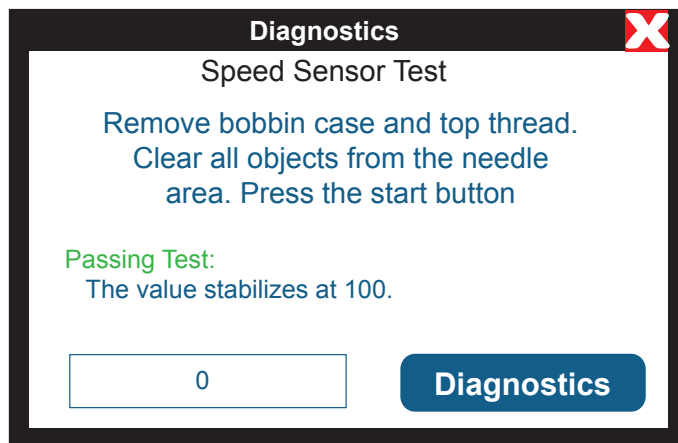 Diagnostics
X
Speed Sensor Test
Remove bobbin case and top thread.
Clear all objects from the needle
area. Press the start button
Passing Test:
The value stabilizes at 100.
0
Diagnostics